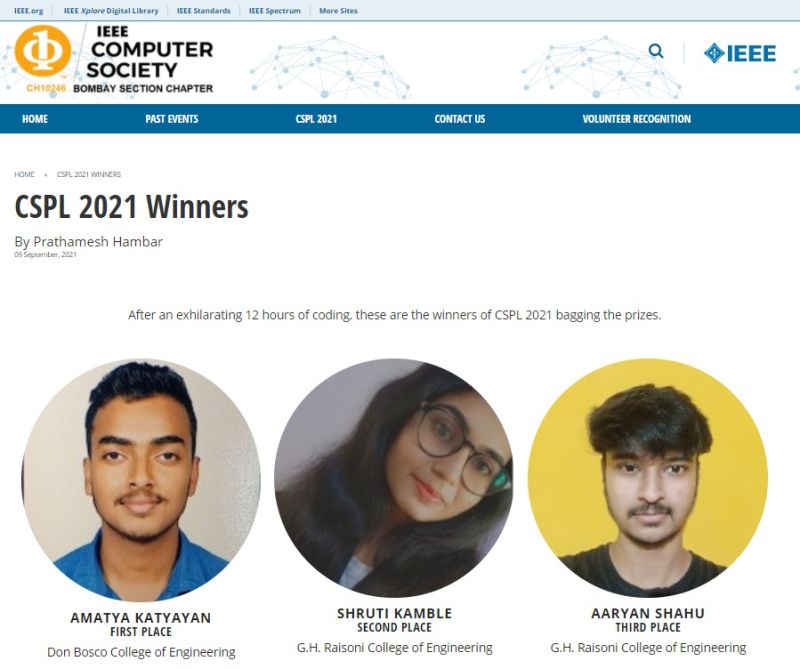 IEEE.org | IEEE Xplore Digital Library | IEEE Standards | IEEE Spectrum | More Sites
IEEE
COMPUTER
SOCIETY
CH10246 BOMBAY SECTION CHAPTER
TM
IEEE
HOME PAST EVENTS CSPL 2021 CONTACT US VOLUNTEER RECOGNITION
HOME » CSPL 2021 WINNERS
CSPL 2021 Winners
By Prathamesh Hambar
09 September, 2021
After an exhilarating 12 hours of coding, these are the winners of CSPL 2021 bagging the prizes.
AMATYA KATYAYAN
FIRST PLACE
Don Bosco College of Engineering
SHRUTI KAMBLE
SECOND PLACE
G.H. Raisoni College of Engineering
AARYAN SHAHU
THIRD PLACE
G.H. Raisoni College of Engineering